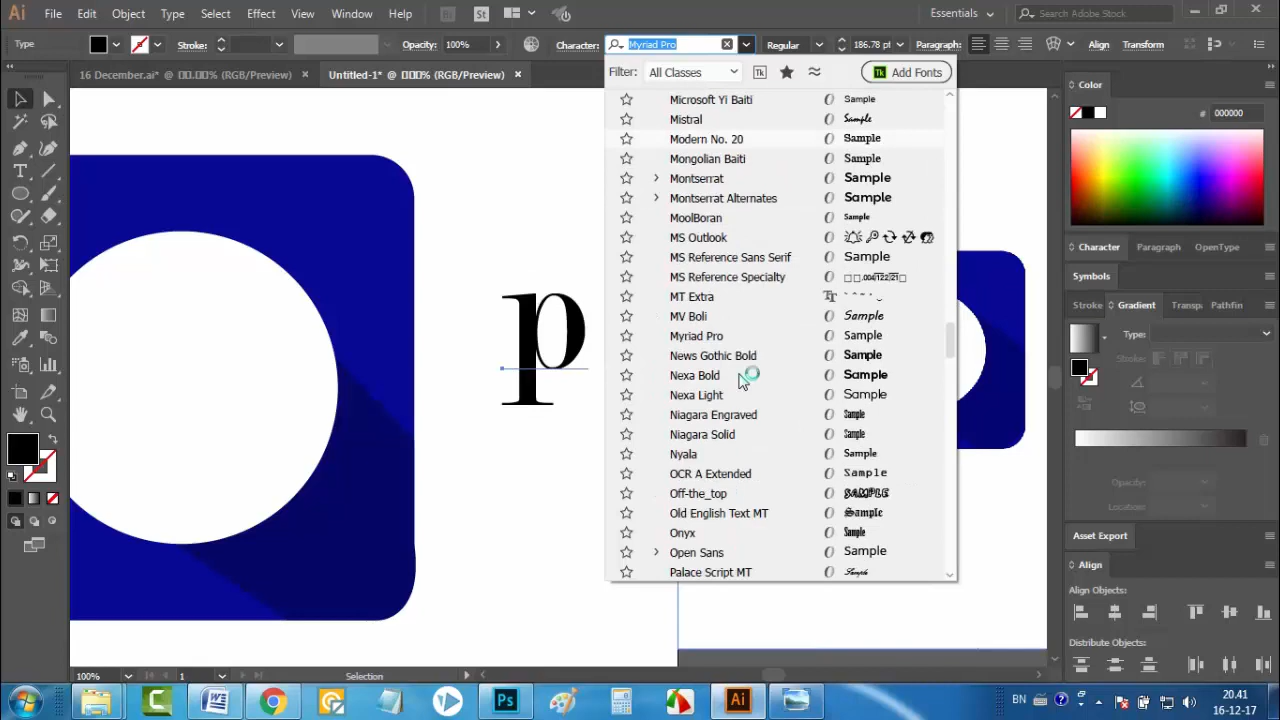 Ai File Edit Object Type Select Effect View Window Help Br St Essentials Search Adobe Stock
Type Stroke: Opacity: 100% Character: Myriad Pro Regular 186.78 pt Paragraph: Align Transform
16 December.ai* @ (RGB/Preview) × Untitled-1* @ (RGB/Preview) ×
Filter: All Classes Tk Tk Add Fonts
Microsoft Yi Baiti Sample
Mistral Sample
Modern No. 20 Sample
Mongolian Baiti Sample
Montserrat Sample
Montserrat Alternates Sample
MoolBoran Sample
MS Outlook
MS Reference Sans Serif Sample
MS Reference Specialty
MT Extra
MV Boli Sample
Myriad Pro Sample
News Gothic Bold Sample
Nexa Bold Sample
Nexa Light Sample
Niagara Engraved Sample
Niagara Solid Sample
Nyala Sample
OCR A Extended Sample
Off-the_top SAMPLE
Old English Text MT Sample
Onyx Sample
Open Sans Sample
Palace Script MT Sample
p
Color
# 000000
Character Paragraph OpenType
Symbols
Stroke Gradient Transp Pathfin
Type:
Stroke:
Opacity:
Location:
Asset Export
Align
Align Objects:
Distribute Objects:
100% 1 Selection
W Ps Ai BN 20.41
16-12-17